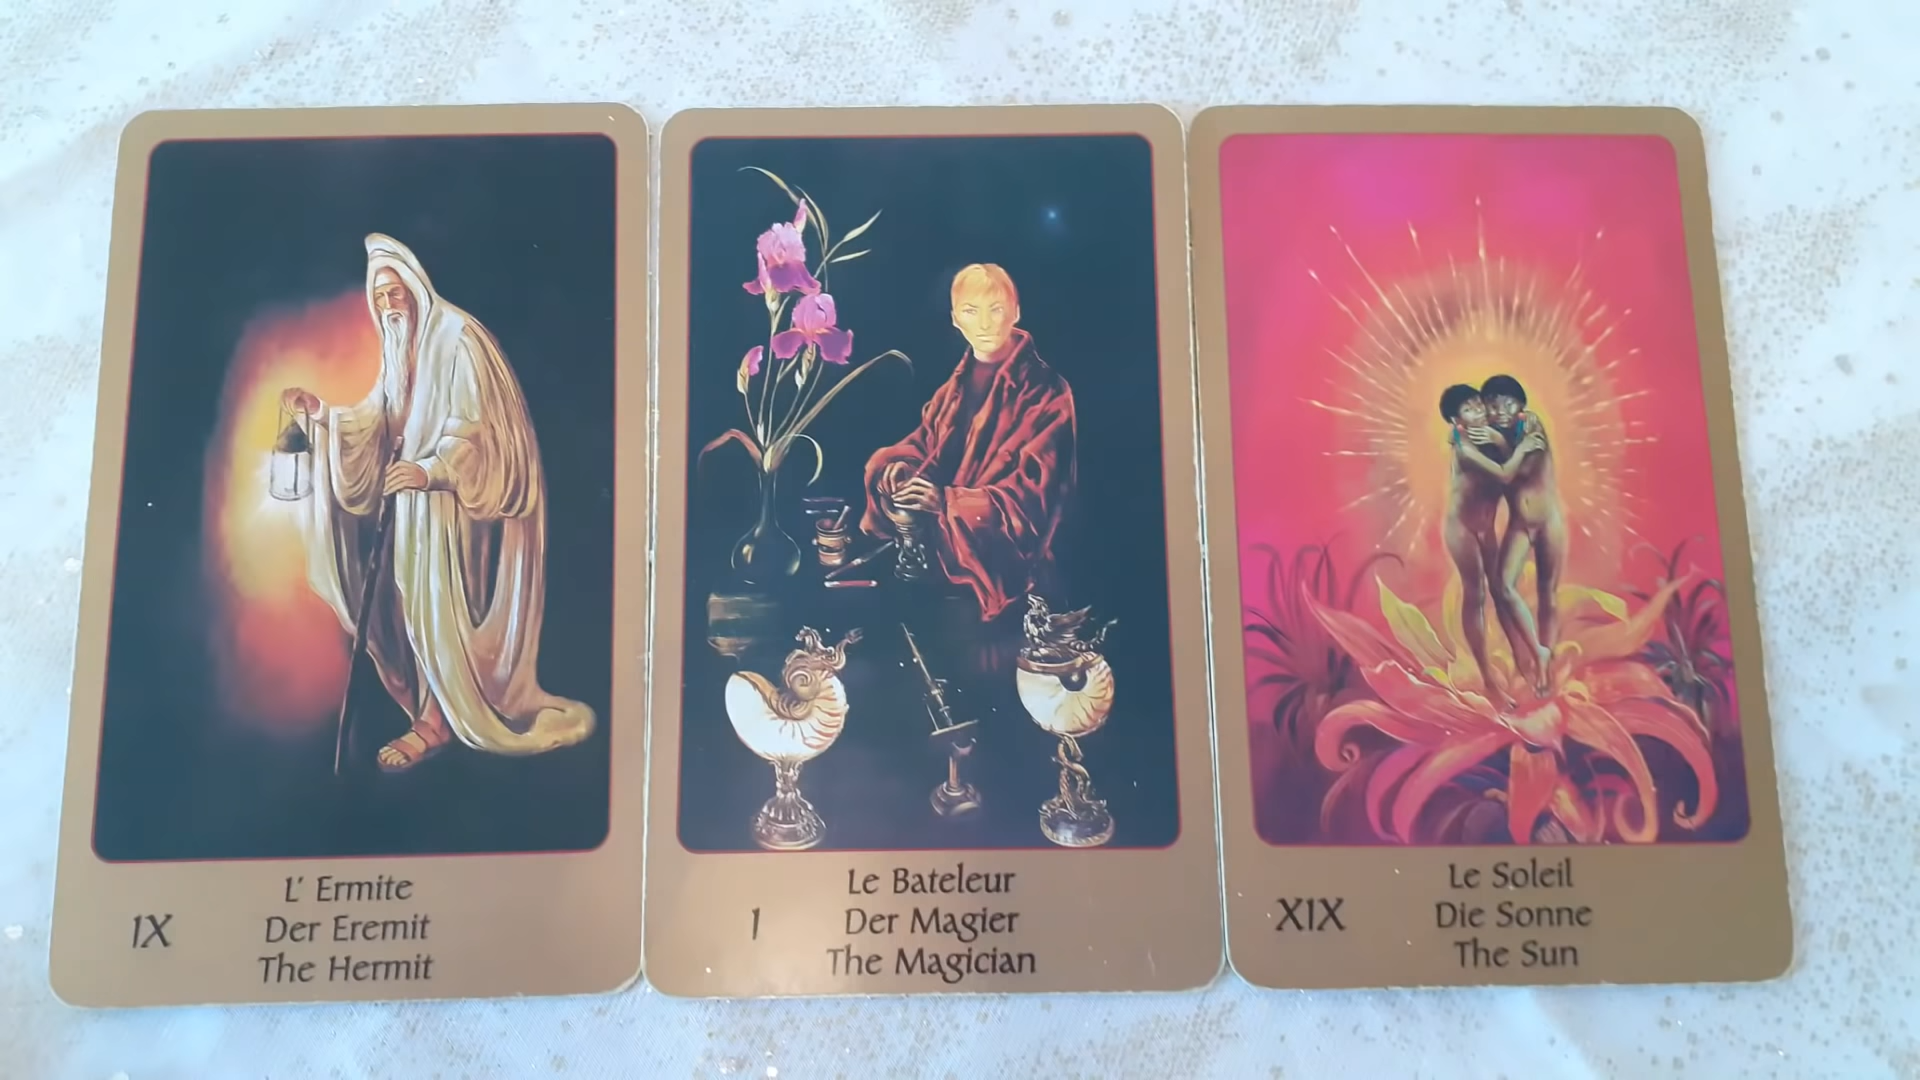 IX
L' Ermite
Der Eremit
The Hermit
I
Le Bateleur
Der Magier
The Magician
XIX
Le Soleil
Die Sonne
The Sun